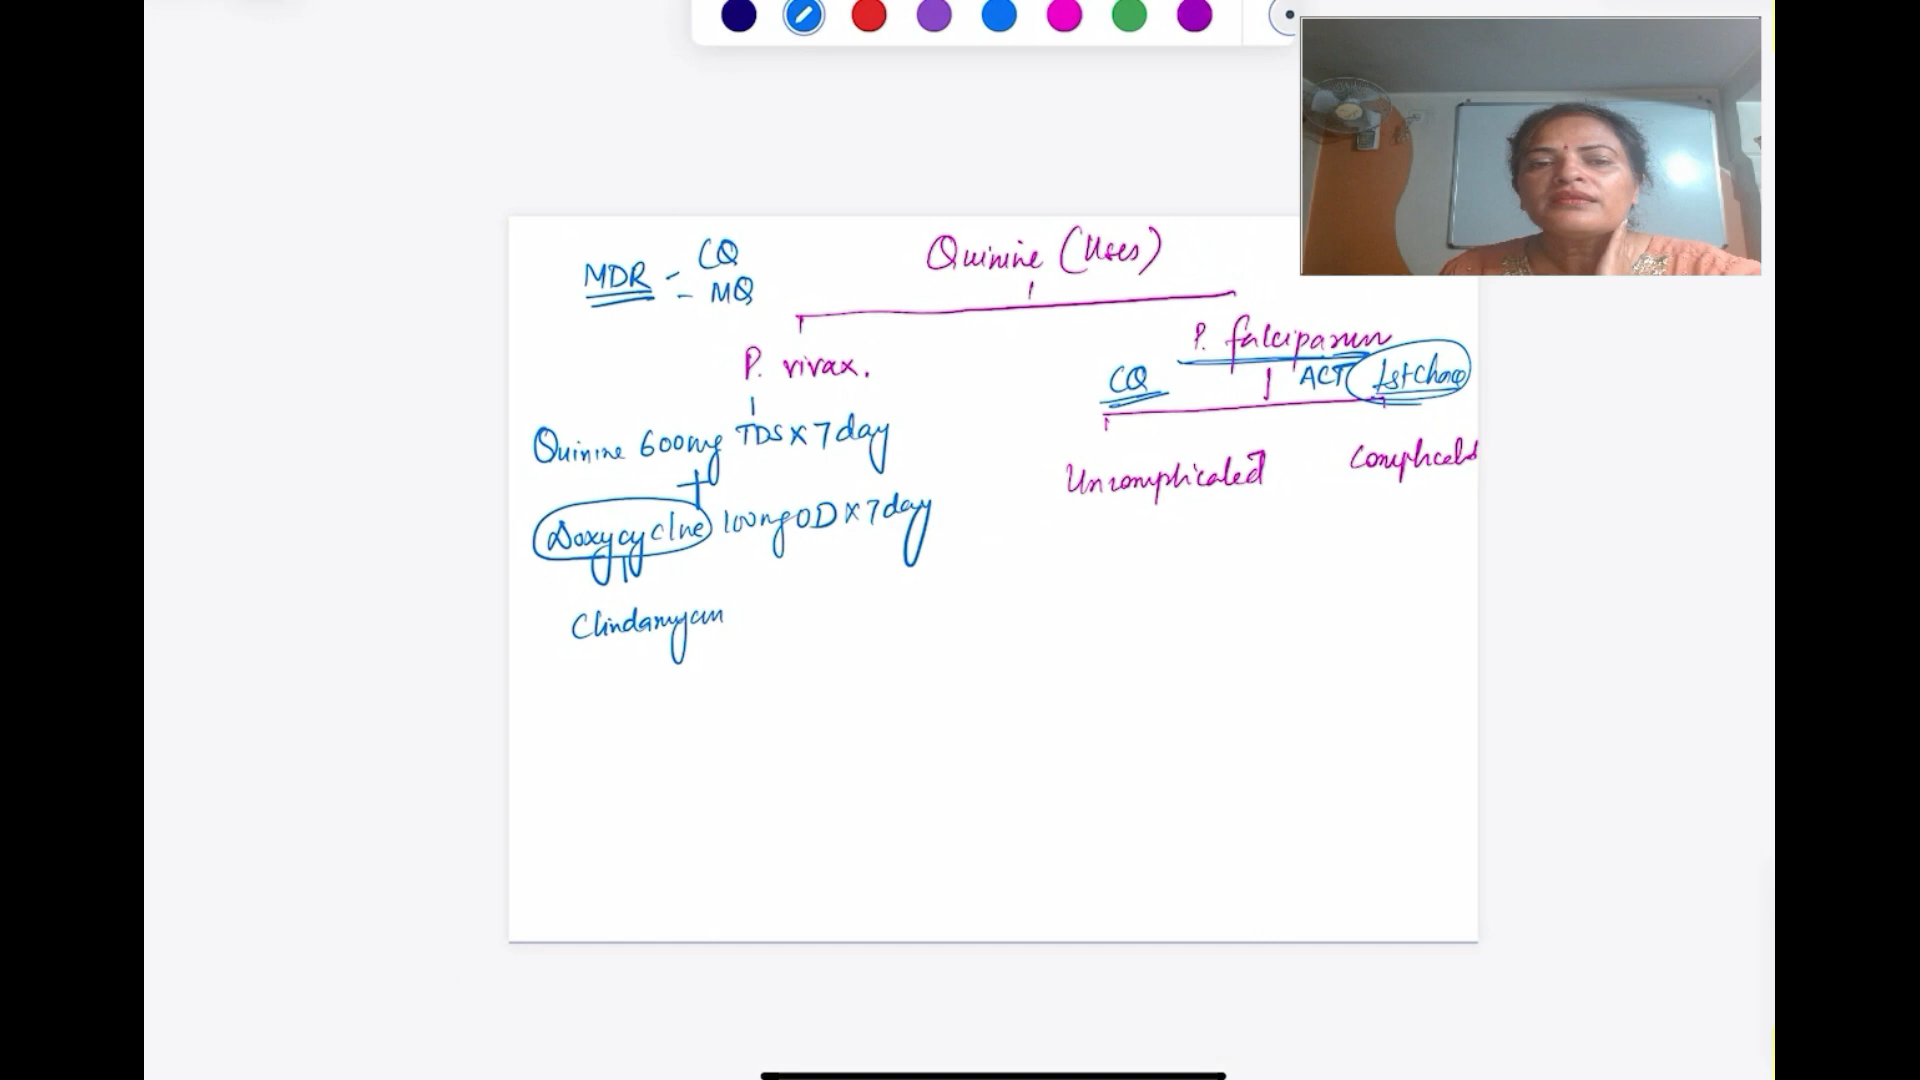 MDR - CQ
- MQ
Quinine (Uses)
P. vivax.
P. falciparum
CQ
ACT 1st Choice
Quinine 600mg TDS X 7 day
+
Doxycycline 100mg OD X 7 day
Clindamycin
Uncomplicated
Complicated